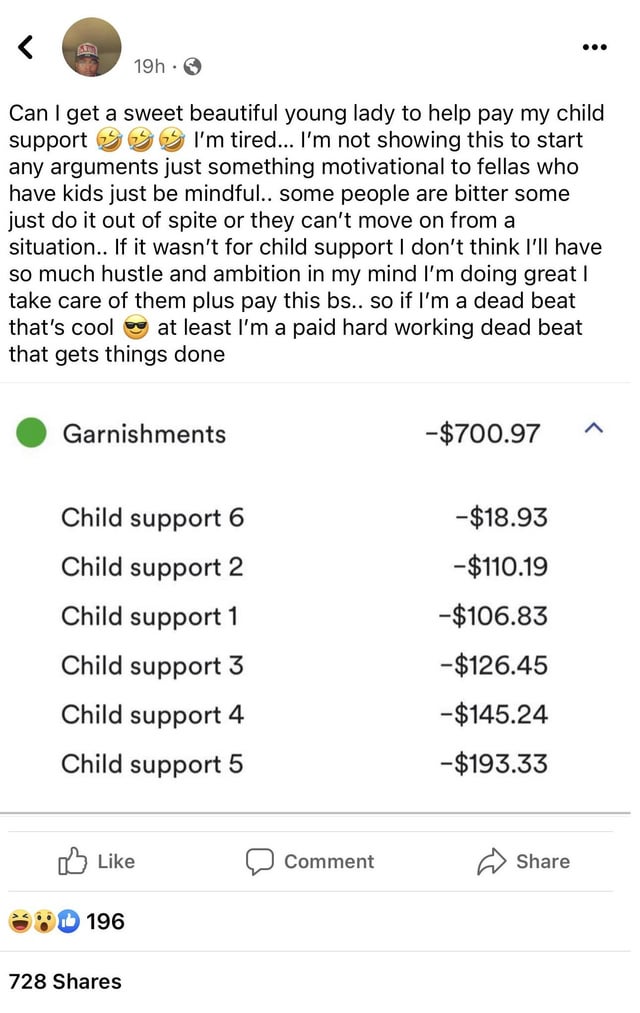 19h ·
Can I get a sweet beautiful young lady to help pay my child
support 🤣🤣🤣 I’m tired... I’m not showing this to start
any arguments just something motivational to fellas who
have kids just be mindful.. some people are bitter some
just do it out of spite or they can’t move on from a
situation.. If it wasn’t for child support I don’t think I’ll have
so much hustle and ambition in my mind I’m doing great I
take care of them plus pay this bs.. so if I’m a dead beat
that’s cool 😎 at least I’m a paid hard working dead beat
that gets things done
Garnishments -$700.97
Child support 6 -$18.93
Child support 2 -$110.19
Child support 1 -$106.83
Child support 3 -$126.45
Child support 4 -$145.24
Child support 5 -$193.33
Like Comment Share
196
728 Shares